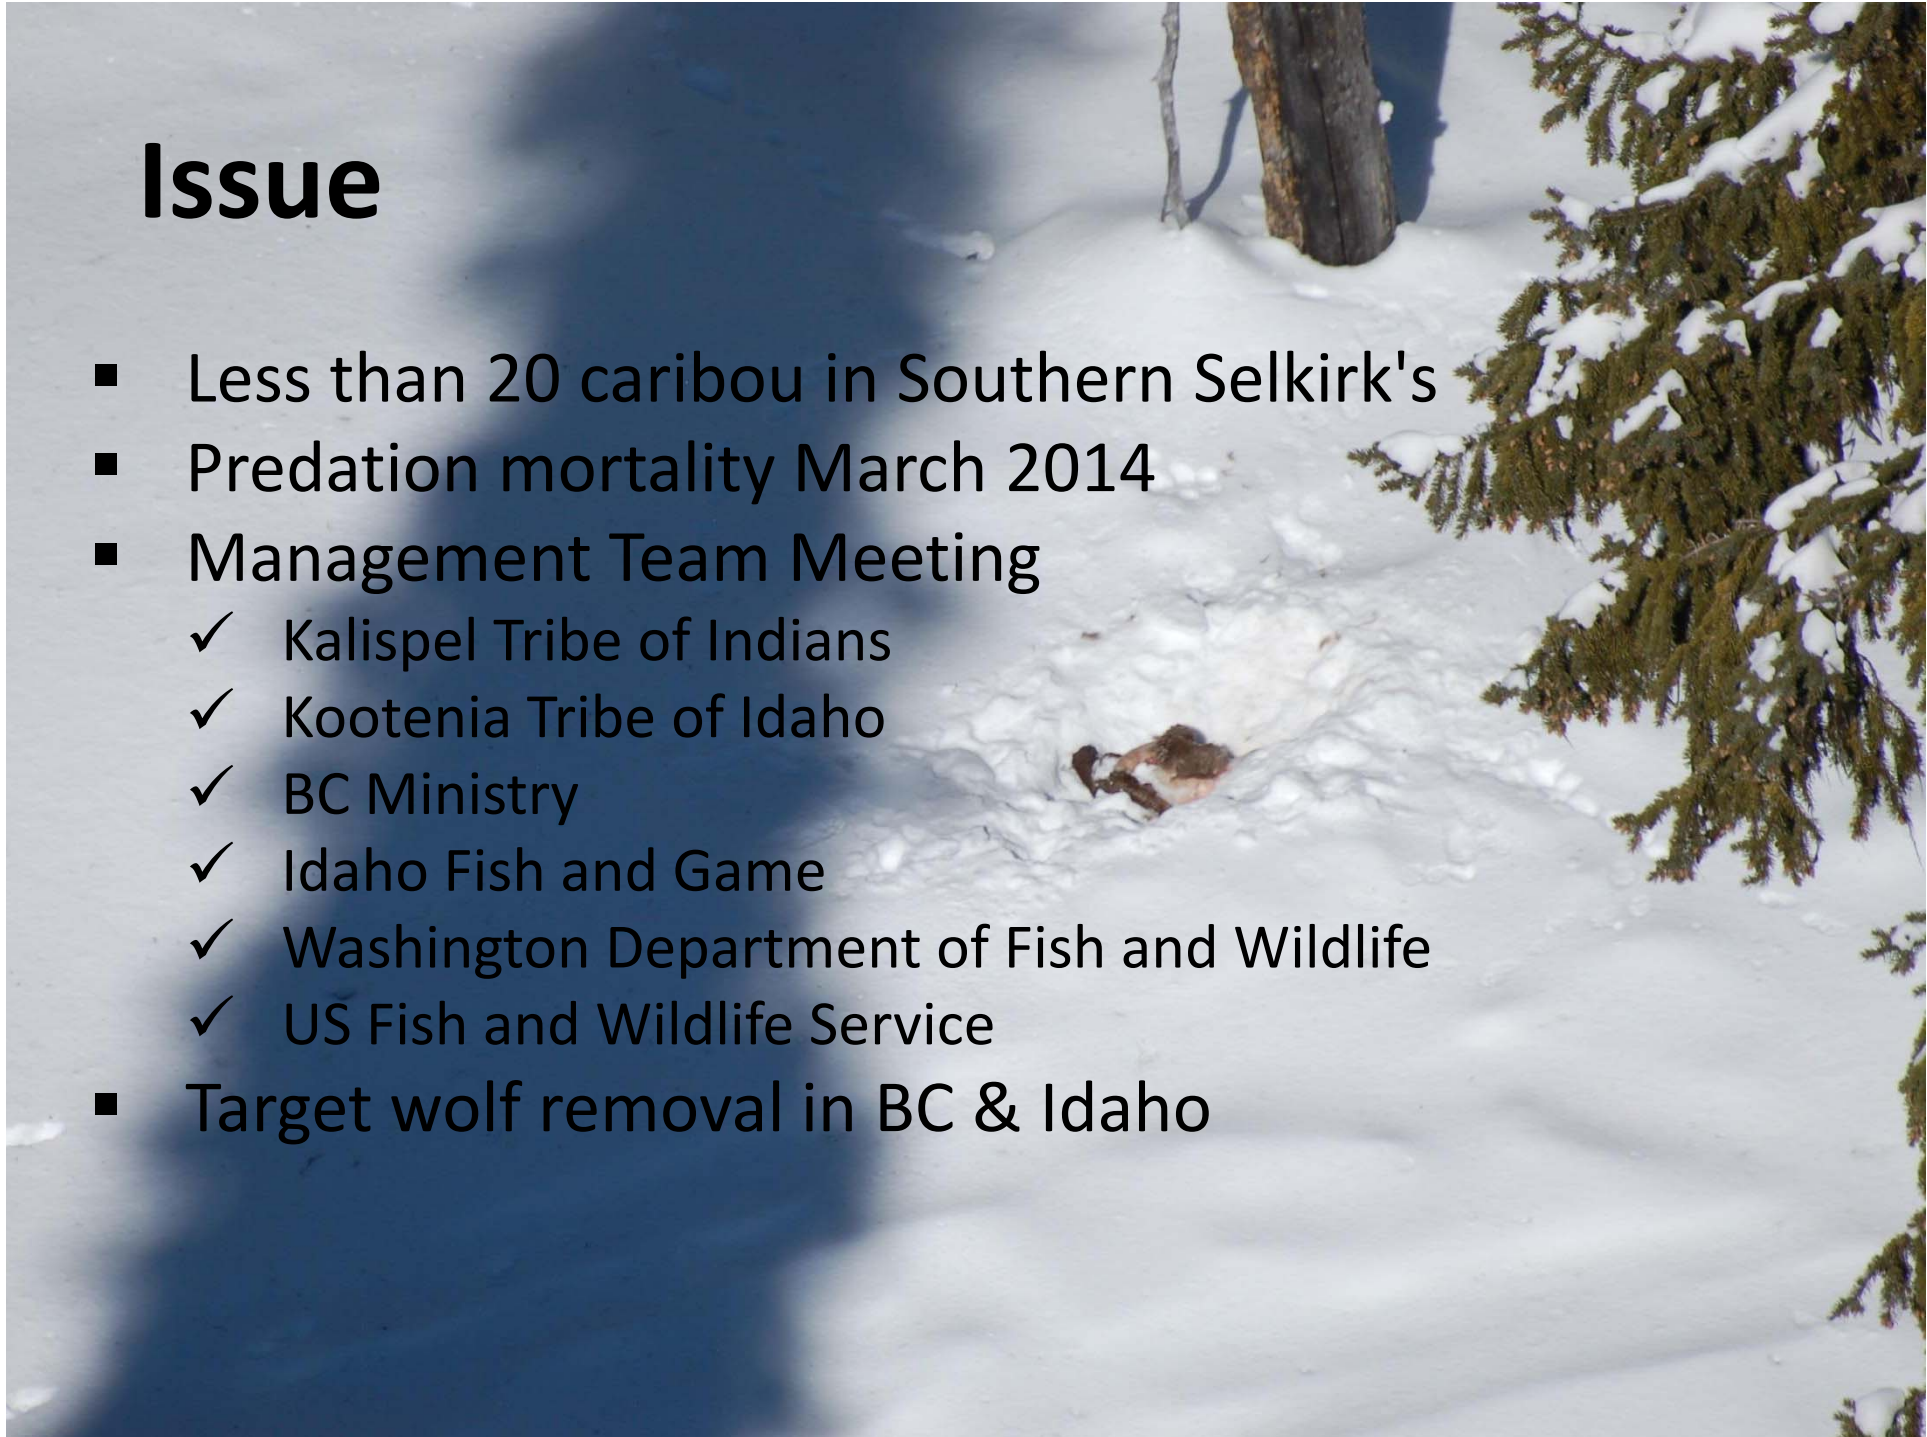 Issue
▪ Less than 20 caribou in Southern Selkirk's
▪ Predation mortality March 2014
▪ Management Team Meeting
✓ Kalispel Tribe of Indians
✓ Kootenia Tribe of Idaho
✓ BC Ministry
✓ Idaho Fish and Game
✓ Washington Department of Fish and Wildlife
✓ US Fish and Wildlife Service
▪ Target wolf removal in BC & Idaho